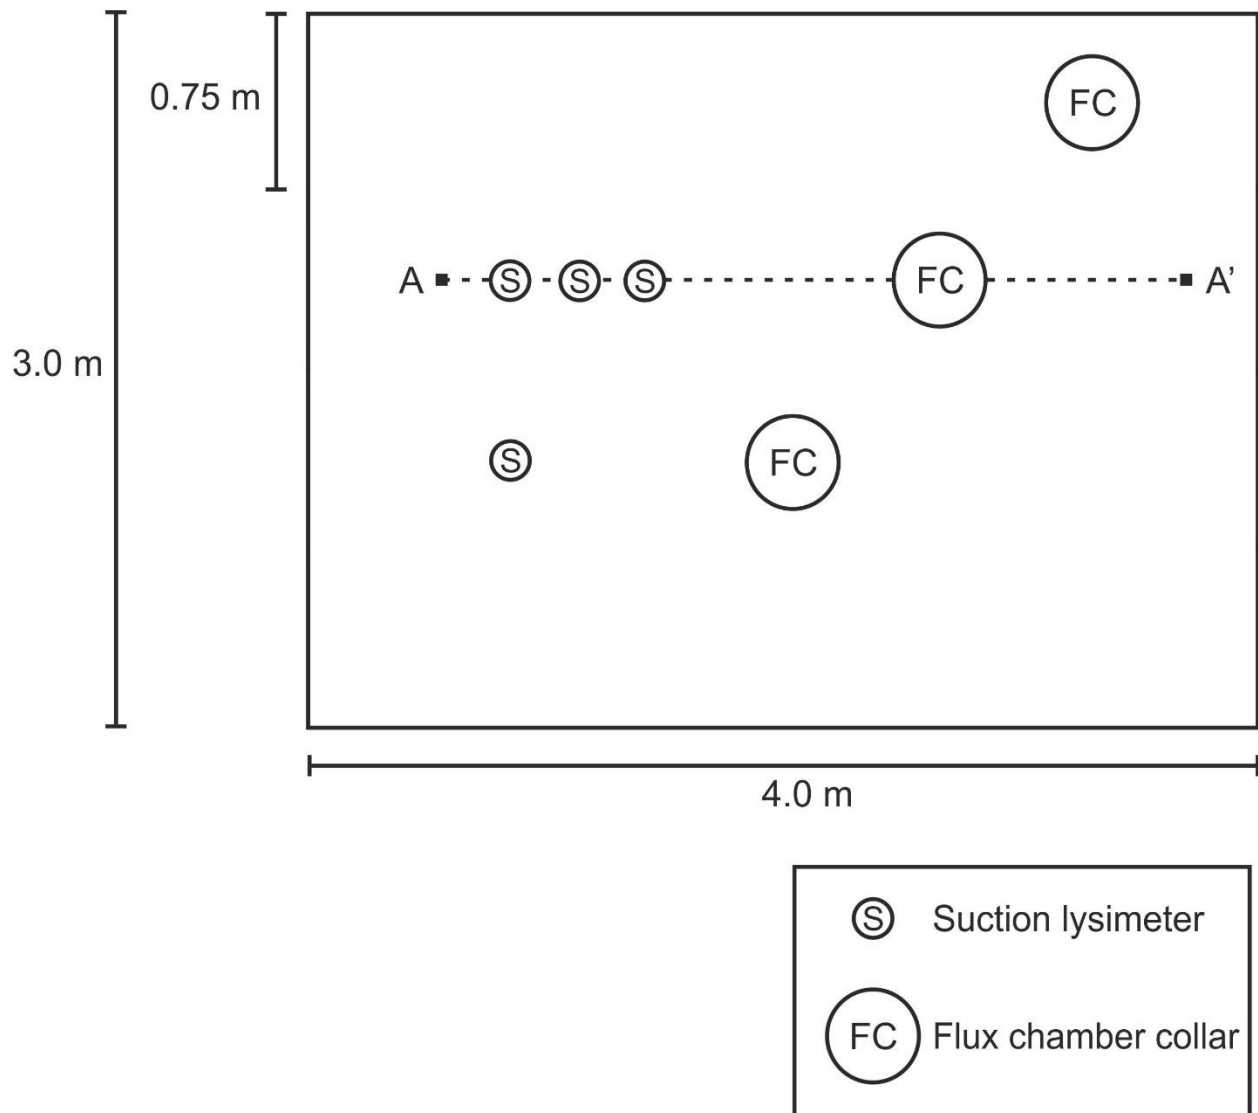 0.75 m
FC
A S S S FC A’
3.0 m
S FC
4.0 m
S Suction lysimeter
FC Flux chamber collar